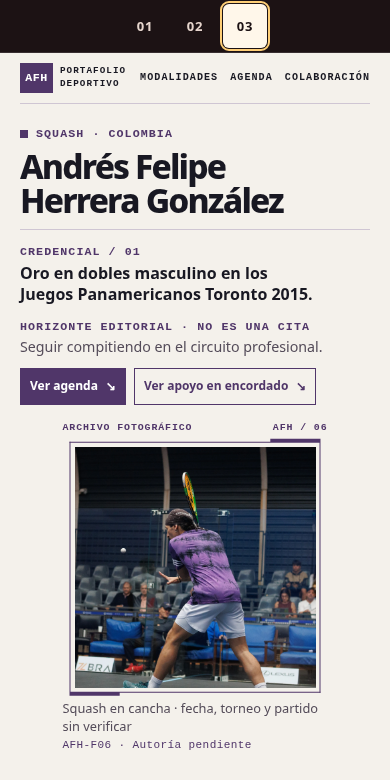 01 02 03
AFH PORTAFOLIO DEPORTIVO MODALIDADES AGENDA COLABORACIÓN
SQUASH · COLOMBIA
Andrés Felipe
Herrera González
CREDENCIAL / 01
Oro en dobles masculino en los
Juegos Panamericanos Toronto 2015.
HORIZONTE EDITORIAL · NO ES UNA CITA
Seguir compitiendo en el circuito profesional.
Ver agenda ↘ Ver apoyo en encordado ↘
ARCHIVO FOTOGRÁFICO AFH / 06
BRA
Squash en cancha · fecha, torneo y partido
sin verificar
AFH-F06 · Autoría pendiente